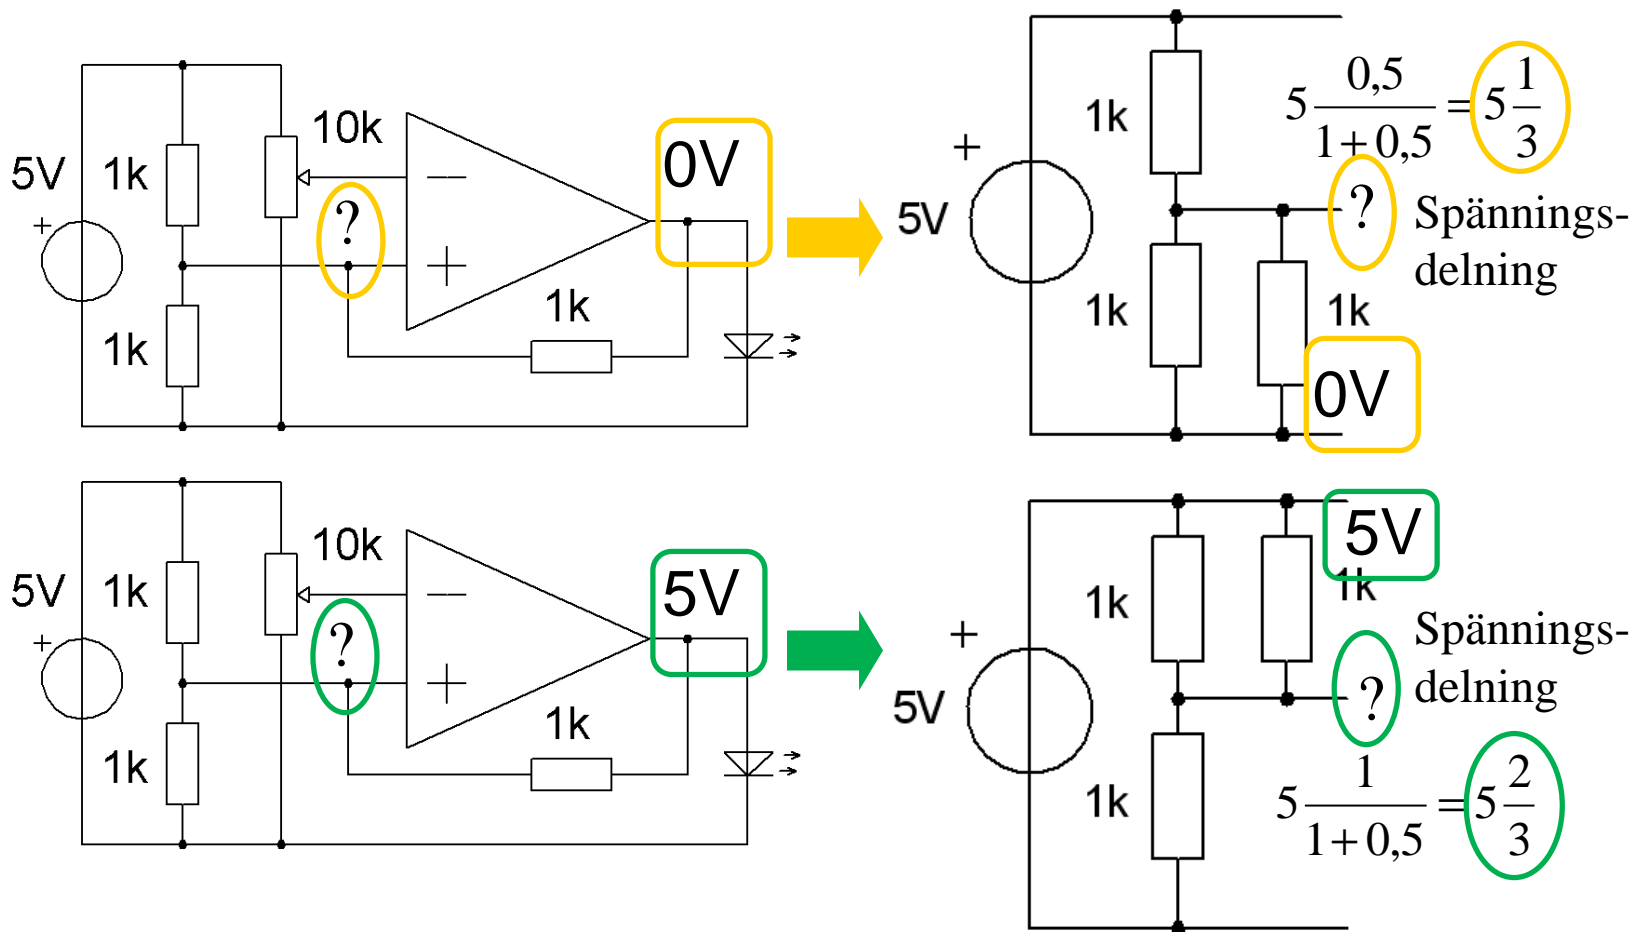 10k
5V
1k
?
0V
1k
1k
+
− +
5 0,5 / 1+0,5 = 5 1/3
1k
+
5V
?
Spännings-
delning
1k
1k
0V
10k
5V
1k
?
5V
1k
1k
+
− +
5V
1k
1k
+
5V
?
Spännings-
delning
1k
5 1 / 1+0,5 = 5 2/3